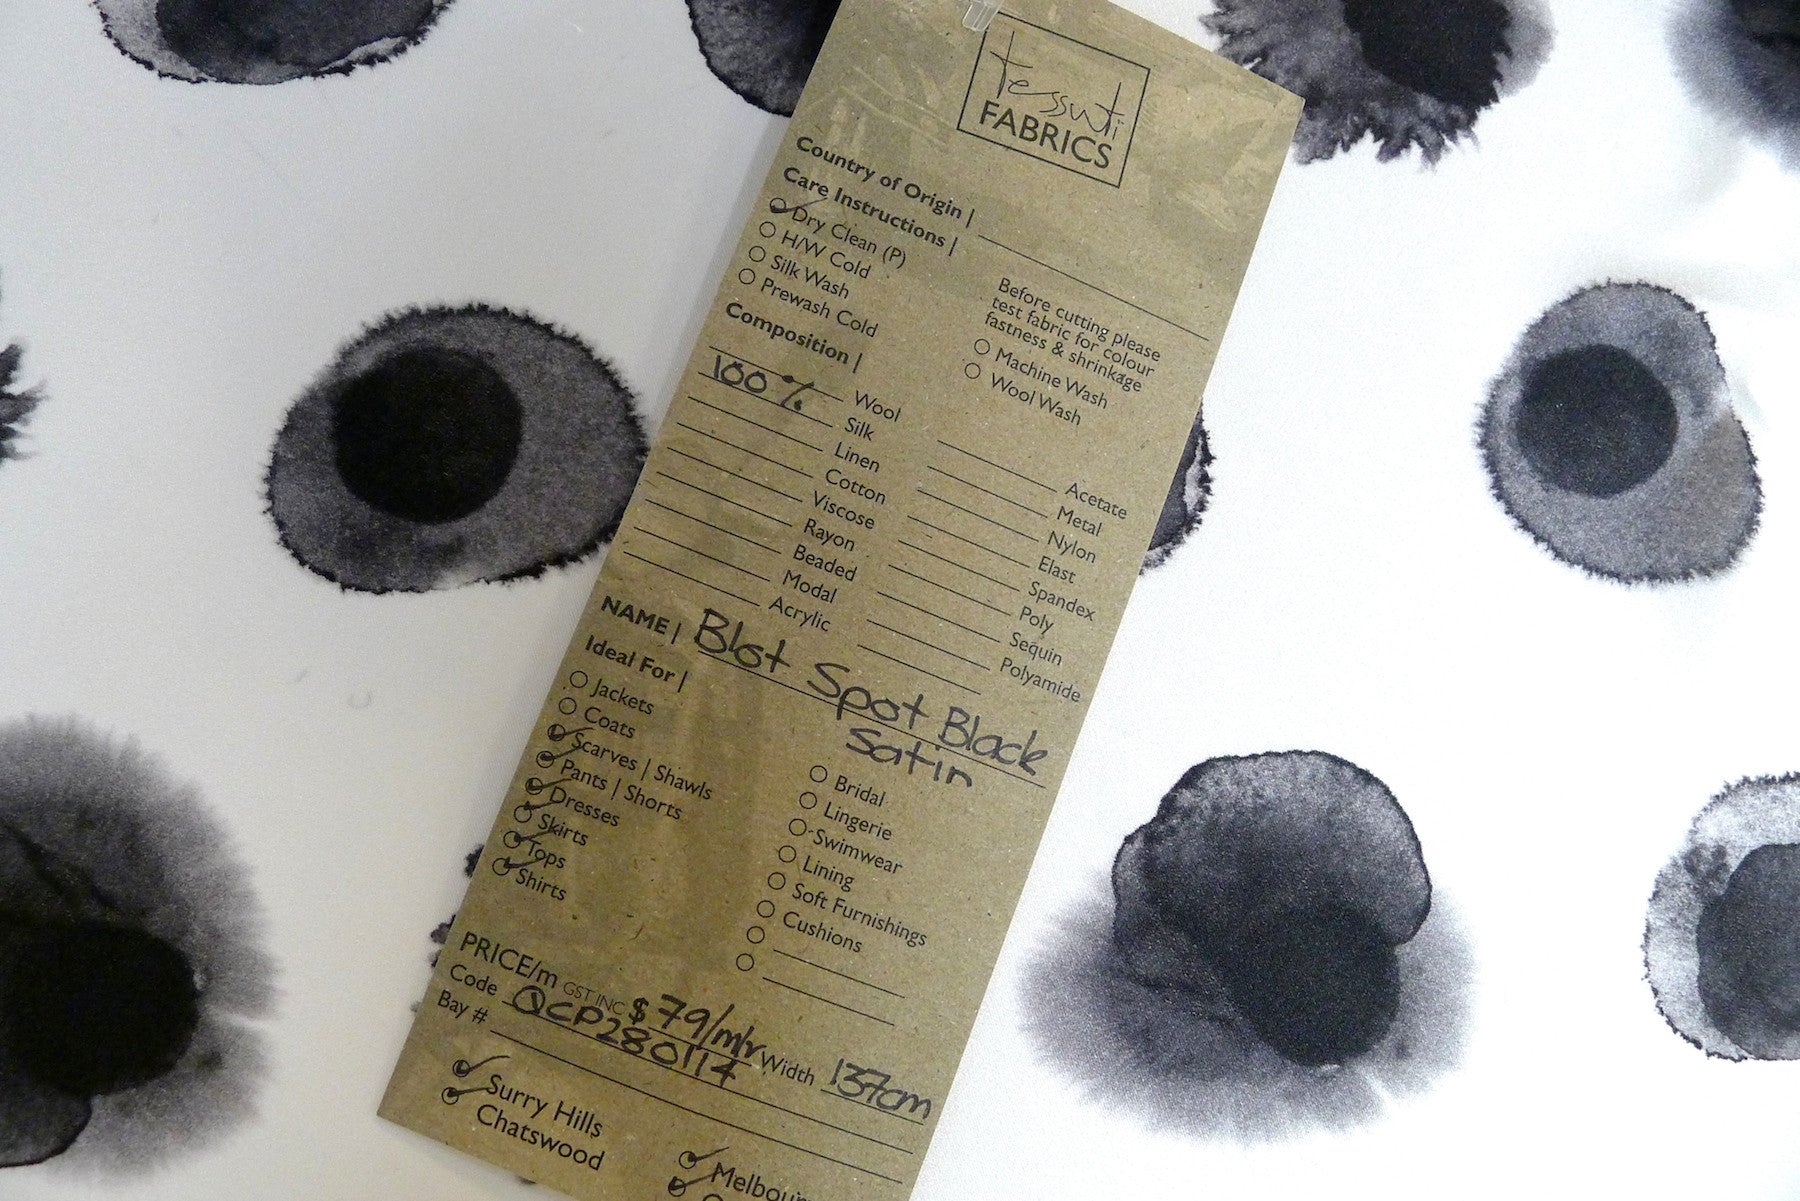 tessuti
FABRICS
Country of Origin |
Care Instructions |
Dry Clean (P)
H/W Cold
Silk Wash
Prewash Cold
Before cutting please
test fabric for colour
fastness & shrinkage
Machine Wash
Wool Wash
Composition |
Wool
100% Silk
Linen
Cotton
Viscose
Rayon
Beaded
Modal
Acrylic
Acetate
Metal
Nylon
Elast
Spandex
Poly
Sequin
Polyamide
NAME | Blot Spot Black
Satin
Ideal For |
Jackets
Coats
Scarves | Shawls
Pants | Shorts
Dresses
Skirts
Tops
Shirts
Bridal
Lingerie
Swimwear
Lining
Soft Furnishings
Cushions
PRICE/m GST INC $79/mtr Width 137cm
Code QCP280114
Bay #
Surry Hills
Chatswood